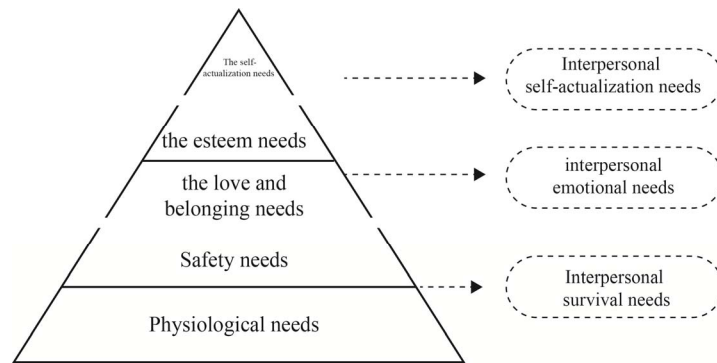 The self-
actualization needs
Interpersonal
self-actualization needs
the esteem needs
the love and
belonging needs
interpersonal
emotional needs
Safety needs
Interpersonal
survival needs
Physiological needs